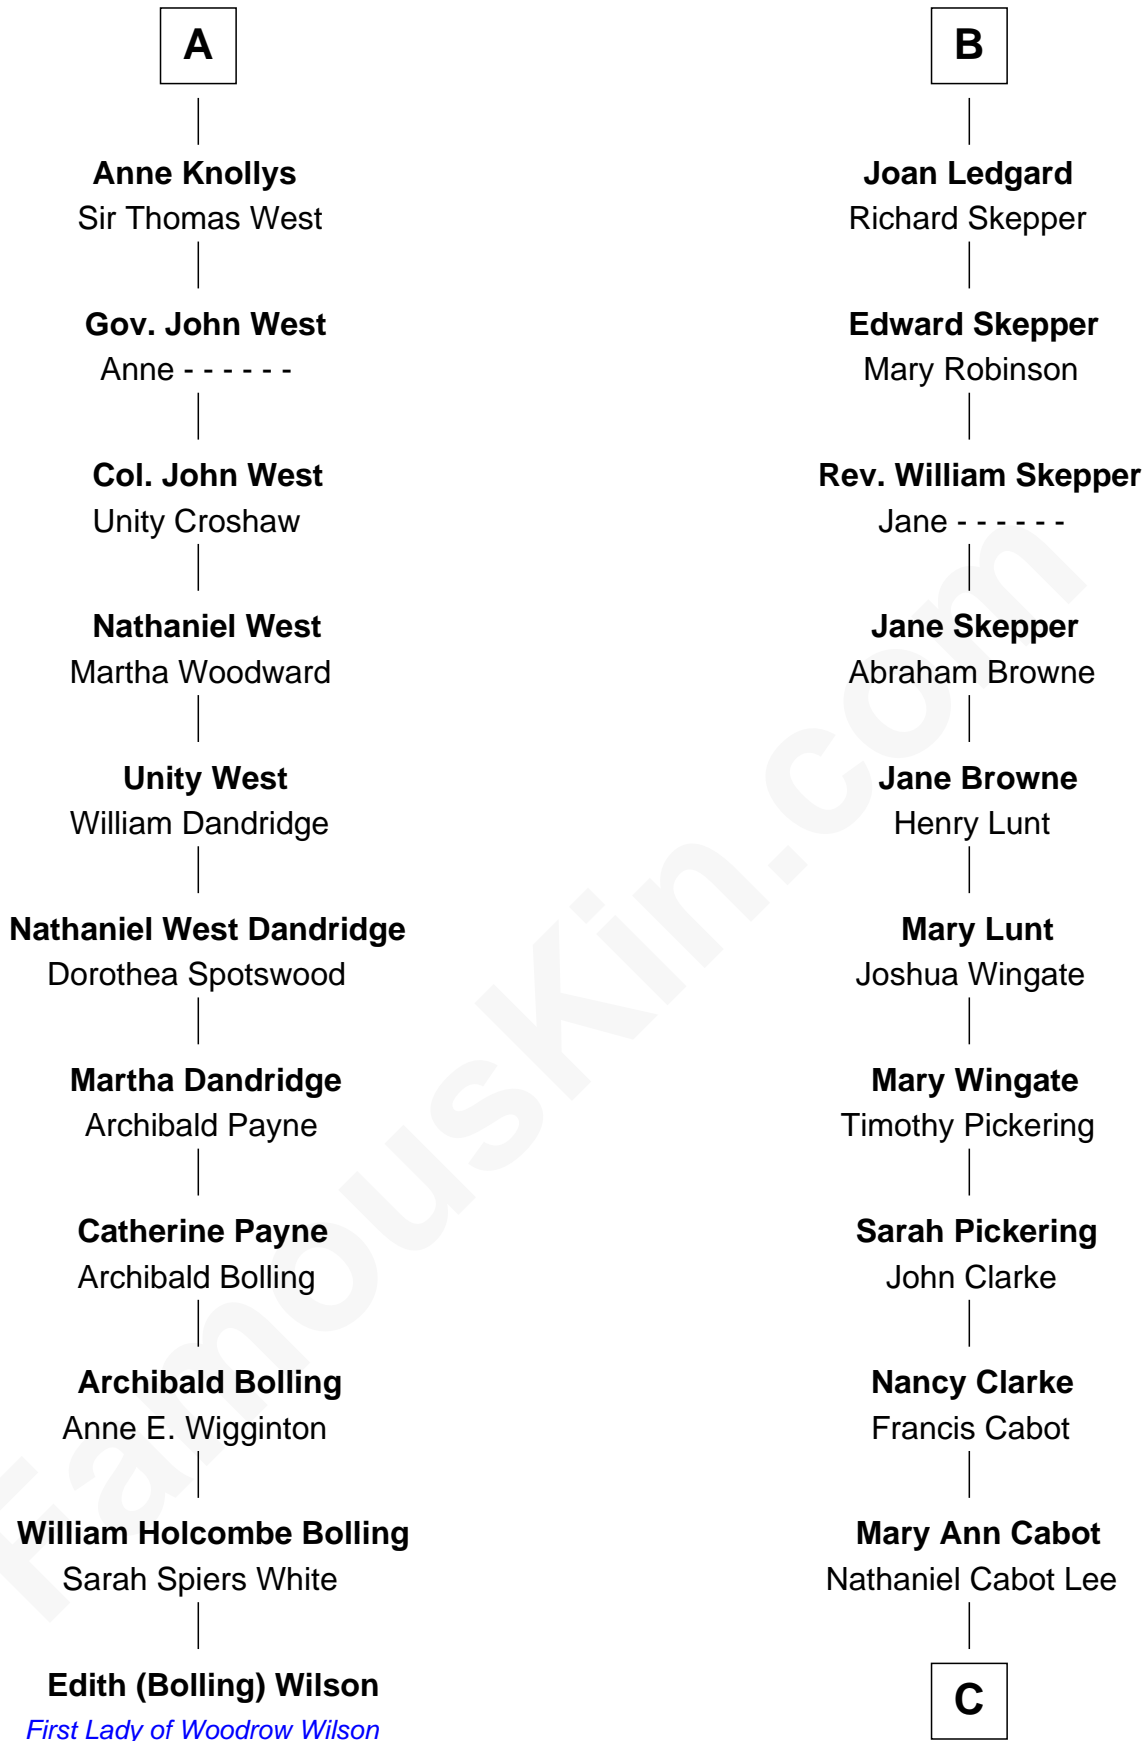 A
Anne Knollys
Sir Thomas West
Gov. John West
Anne - - - - - -
Col. John West
Unity Croshaw
Nathaniel West
Martha Woodward
Unity West
William Dandridge
Nathaniel West Dandridge
Dorothea Spotswood
Martha Dandridge
Archibald Payne
Catherine Payne
Archibald Bolling
Archibald Bolling
Anne E. Wigginton
William Holcombe Bolling
Sarah Spiers White
Edith (Bolling) Wilson
First Lady of Woodrow Wilson
B
Joan Ledgard
Richard Skepper
Edward Skepper
Mary Robinson
Rev. William Skepper
Jane - - - - - -
Jane Skepper
Abraham Browne
Jane Browne
Henry Lunt
Mary Lunt
Joshua Wingate
Mary Wingate
Timothy Pickering
Sarah Pickering
John Clarke
Nancy Clarke
Francis Cabot
Mary Ann Cabot
Nathaniel Cabot Lee
C
FamousKin.com